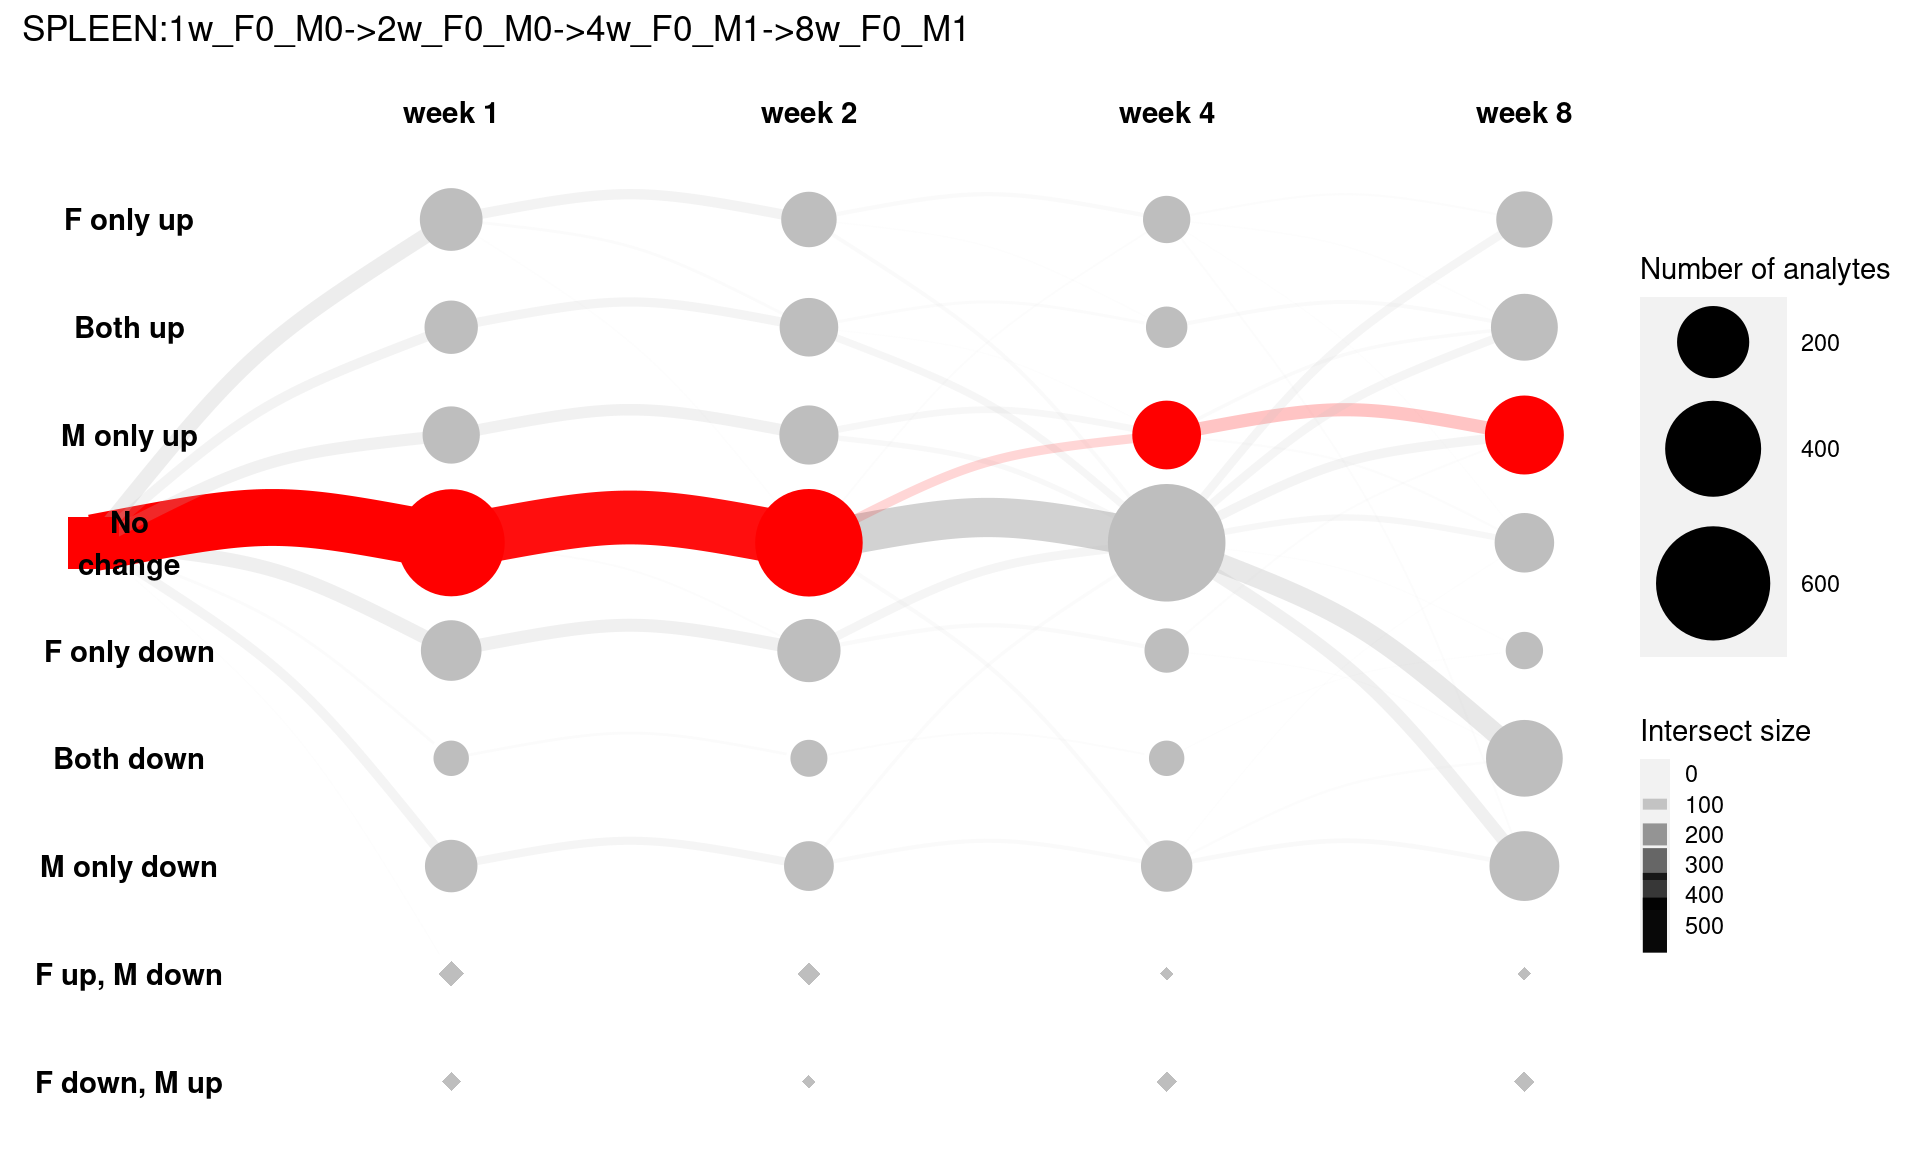 SPLEEN:1w_F0_M0->2w_F0_M0->4w_F0_M1->8w_F0_M1
week 1
week 2
week 4
week 8
F only up
Both up
M only up
No
change
F only down
Both down
M only down
F up, M down
F down, M up
Number of analytes
200
400
600
Intersect size
0
100
200
300
400
500